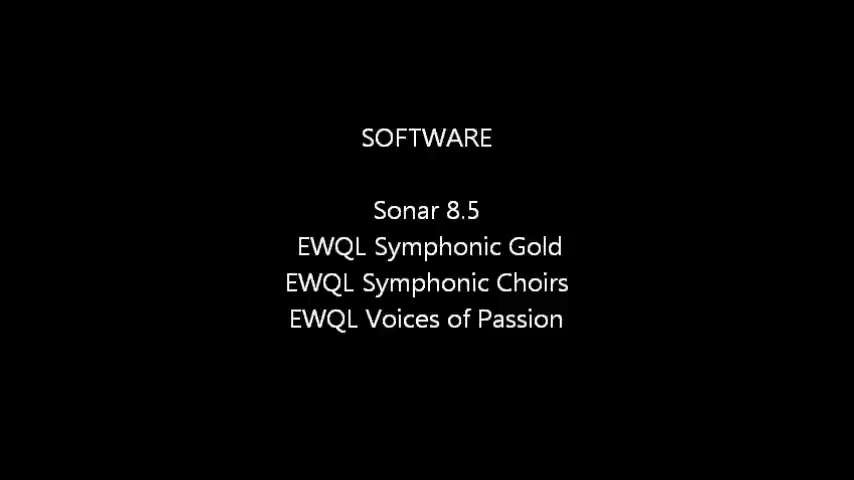 SOFTWARE
Sonar 8.5
EWQL Symphonic Gold
EWQL Symphonic Choirs
EWQL Voices of Passion